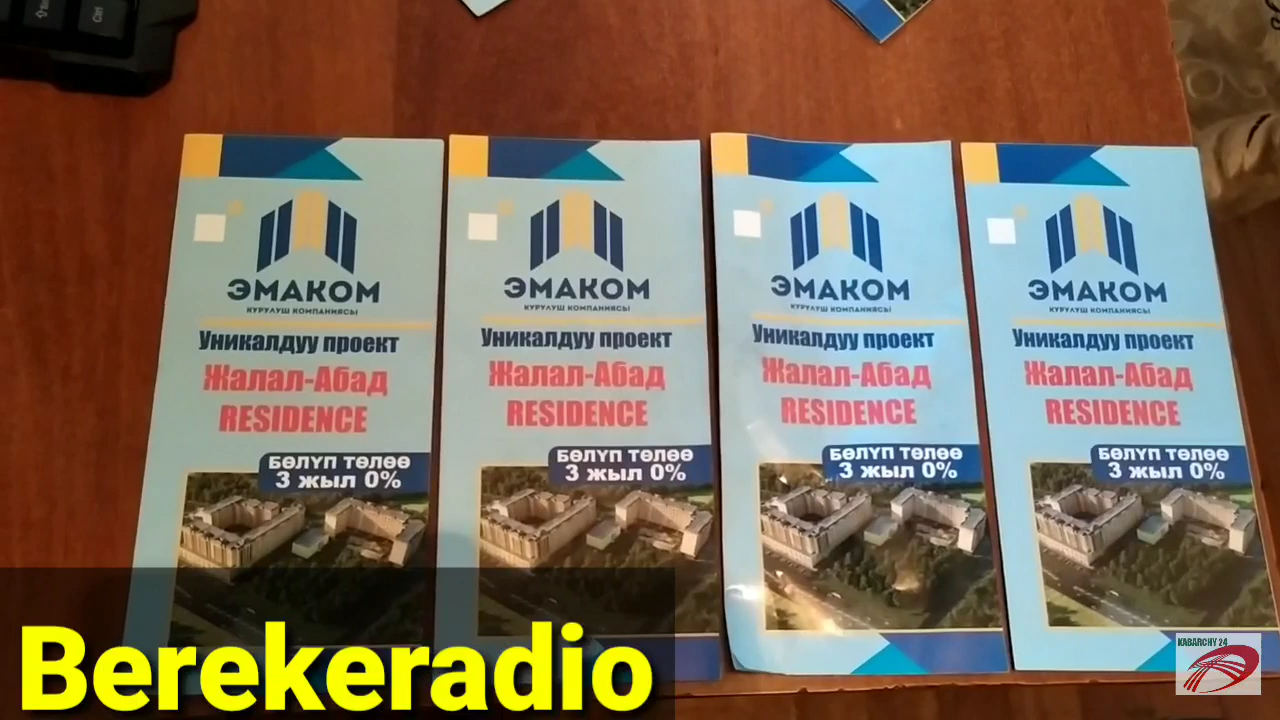 Ctrl
ЭМАКОМ
КУРУЛУШ КОМПАНИЯСЫ
Уникалдуу проект
Жалал-Абад
RESIDENCE
БӨЛҮП ТӨЛӨӨ
3 жыл 0%
ЭМАКОМ
КУРУЛУШ КОМПАНИЯСЫ
Уникалдуу проект
Жалал-Абад
RESIDENCE
БӨЛҮП ТӨЛӨӨ
3 жыл 0%
ЭМАКОМ
КУРУЛУШ КОМПАНИЯСЫ
Уникалдуу проект
Жалал-Абад
RESIDENCE
БӨЛҮП ТӨЛӨӨ
3 жыл 0%
ЭМАКОМ
КУРУЛУШ КОМПАНИЯСЫ
Уникалдуу проект
Жалал-Абад
RESIDENCE
БӨЛҮП ТӨЛӨӨ
3 жыл 0%
Berekeradio
KABARCHY 24